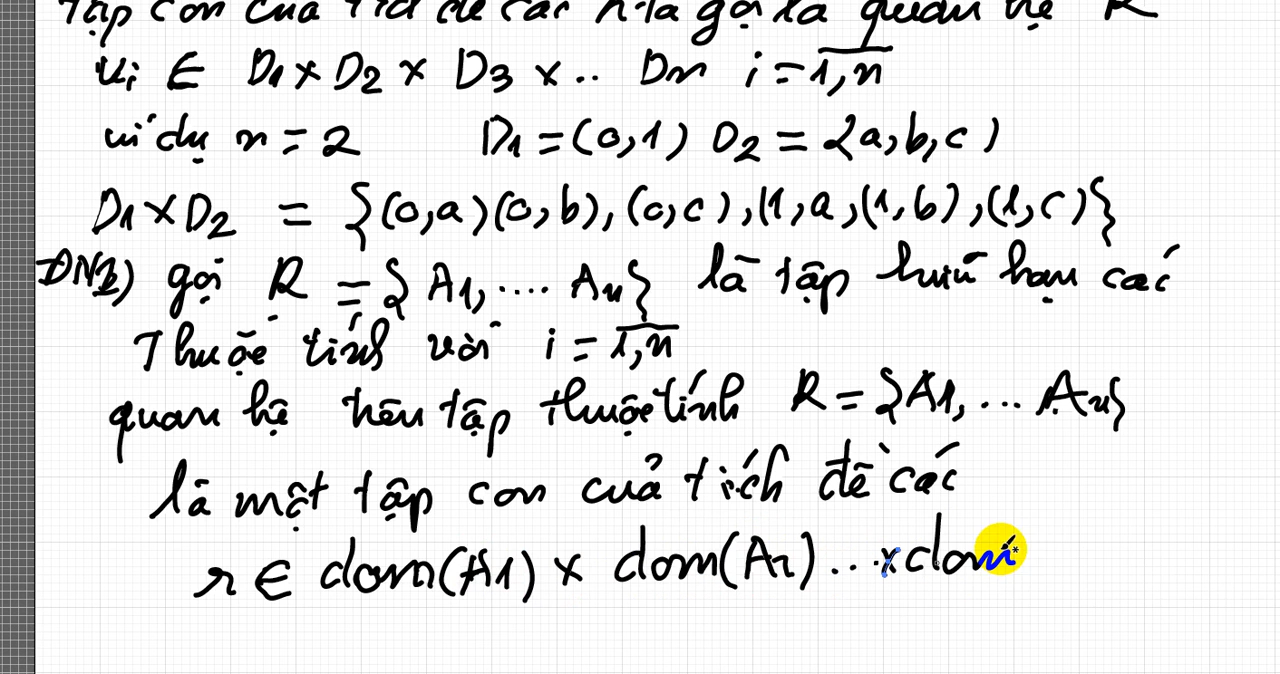 Tập con của tích đề các n-la gọi là quan hệ R
Vi ∈ D1 x D2 x D3 x .. Dn i = 1,n
ví dụ n = 2 D1 = (0,1) D2 = {a,b,c)
D1 x D2 = {(0,a)(0,b),(0,c),(1,a,(1,b),(1,c)}
ĐN2) gọi R = {A1,.... An} là tập hữu hạn các
Thuộc tính với i = 1,n
quan hệ trên tập thuộc tính R = {A1,... An}
là một tập con của tích đề các
r ∈ dom(A1) x dom(A2)... x dom